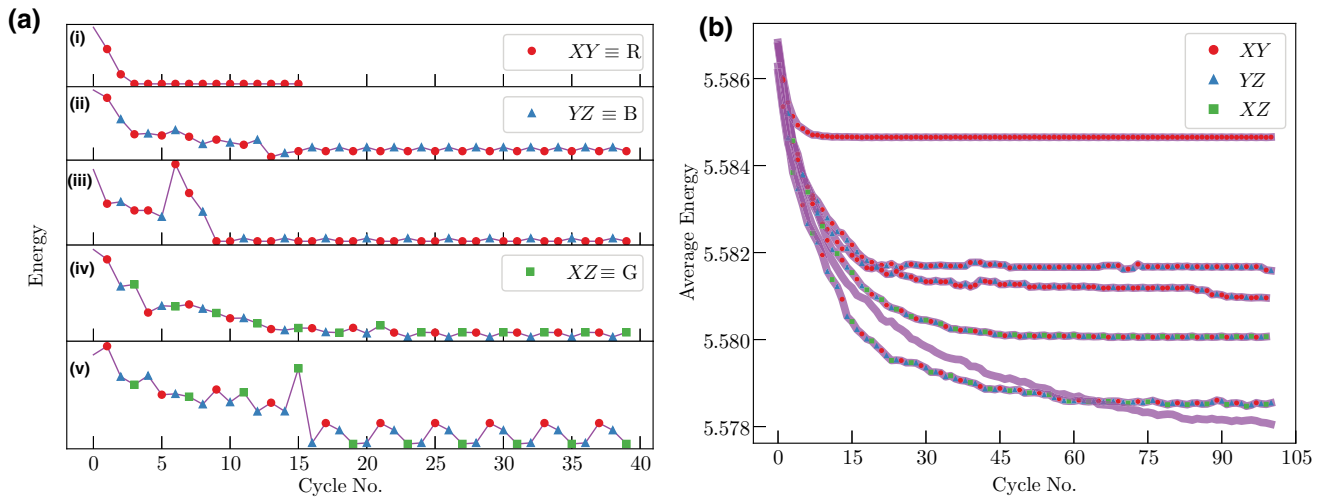 (a)
(i)
XY ≡ R
(ii)
YZ ≡ B
(iii)
(iv)
XZ ≡ G
(v)
Energy
0 5 10 15 20 25 30 35 40
Cycle No.
(b)
XY
YZ
XZ
5.586
5.584
5.582
5.580
5.578
Average Energy
0 15 30 45 60 75 90 105
Cycle No.